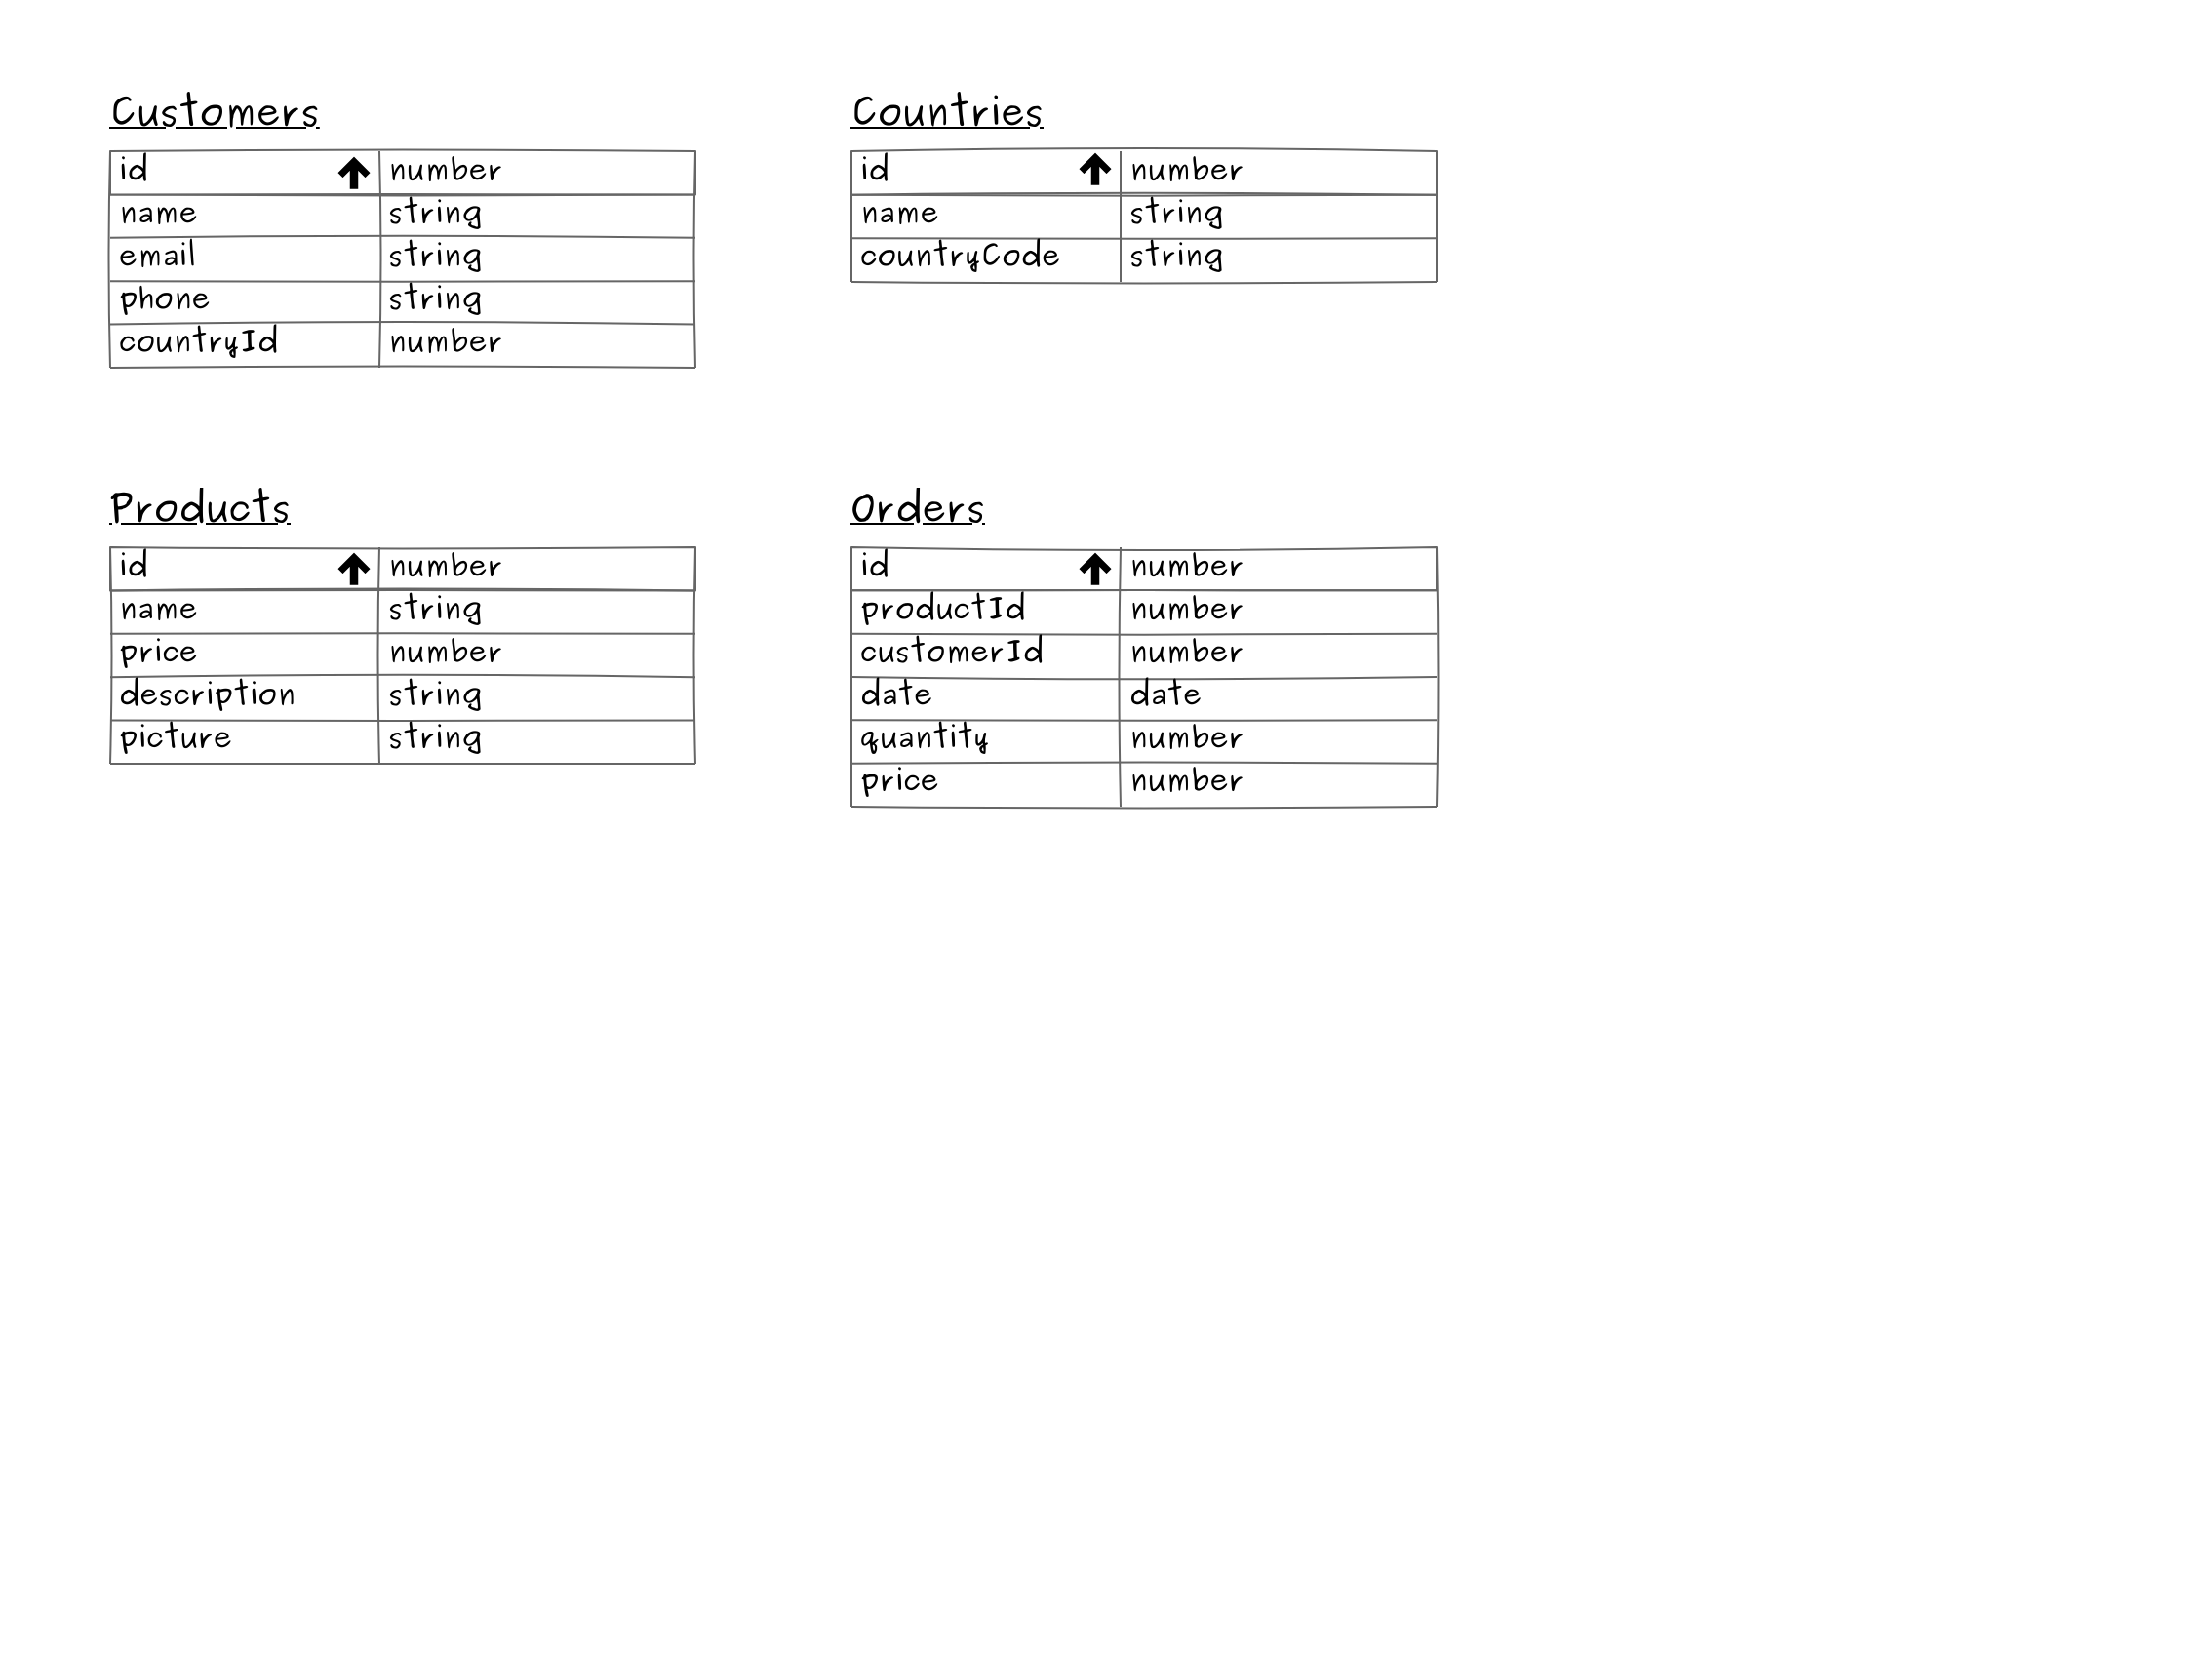 Customers
id number
name string
email string
phone string
countryId number
Countries
id number
name string
countryCode string
Products
id number
name string
price number
description string
picture string
Orders
id number
productId number
customerId number
date date
quantity number
price number